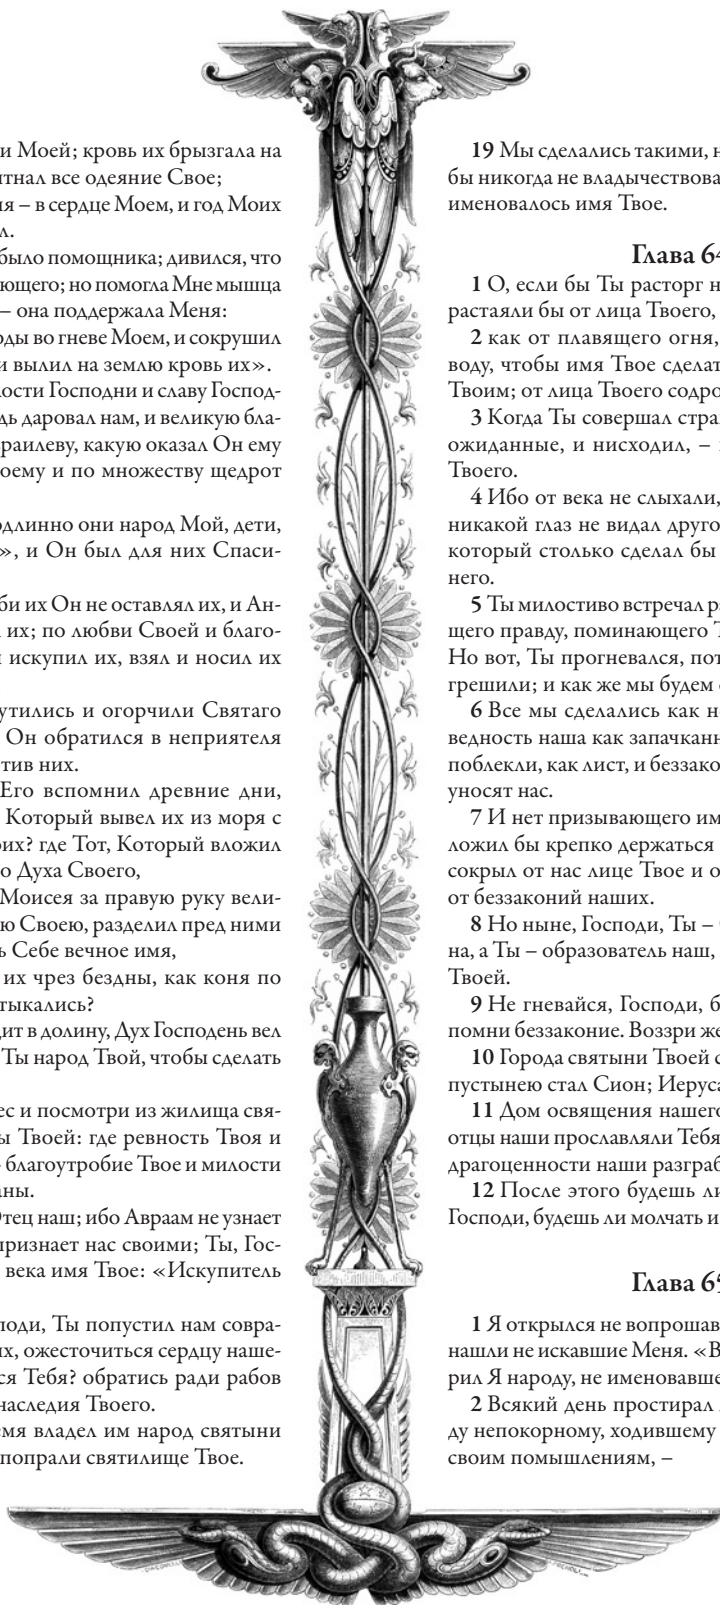 и Моей; кровь их брызгала на
тнал все одеяние Свое;
ия – в сердце Моем, и год Моих
л.
было помощника; дивился, что
ющего; но помогла Мне мышца
– она поддержала Меня:
оды во гневе Моем, и сокрушил
и вылил на землю кровь их».
лости Господни и славу Господ-
дь даровал нам, и великую бла-
раилеву, какую оказал Он ему
оему и по множеству щедрот
одлинно они народ Мой, дети,
», и Он был для них Спаси-
би их Он не оставлял их, и Ан-
их; по любви Своей и благо-
искупил их, взял и носил их
утились и огорчили Святаго
Он обратился в неприятеля
тив них.
Его вспомнил древние дни,
Который вывел их из моря с
оих? где Тот, Который вложил
о Духа Своего,
Моисея за правую руку вели-
ю Своею, разделил пред ними
ь Себе вечное имя,
их чрез бездны, как коня по
тыкались?
дит в долину, Дух Господень вел
Ты народ Твой, чтобы сделать
ес и посмотри из жилища свя-
ы Твоей: где ревность Твоя и
благоутробие Твое и милости
аны.
Отец наш; ибо Авраам не узнает
признает нас своими; Ты, Гос-
века имя Твое: «Искупитель
поди, Ты попустил нам совра-
их, ожесточиться сердцу наше-
ся Тебя? обратись ради рабов
наследия Твоего.
емя владел им народ святыни
попрали святилище Твое.
19 Мы сделались такими, н
бы никогда не владычествова
именовалось имя Твое.
Глава 64
1 О, если бы Ты расторг н
растаяли бы от лица Твоего,
2 как от плавящего огня,
воду, чтобы имя Твое сделат
Твоим; от лица Твоего содро
3 Когда Ты совершал стра
ожиданные, и нисходил, –
Твоего.
4 Ибо от века не слыхали,
никакой глаз не видал друго
который столько сделал бы
него.
5 Ты милостиво встречал р
щего правду, поминающего Т
Но вот, Ты прогневался, пот
грешили; и как же мы будем
6 Все мы сделались как н
ведность наша как запачканн
поблекли, как лист, и беззако
уносят нас.
7 И нет призывающего им
ложил бы крепко держаться
сокрыл от нас лице Твое и о
от беззаконий наших.
8 Но ныне, Господи, Ты –
на, а Ты – образователь наш,
Твоей.
9 Не гневайся, Господи, б
помни беззаконие. Воззри же
10 Города святыни Твоей с
пустынею стал Сион; Иеруса
11 Дом освящения нашего
отцы наши прославляли Тебя
драгоценности наши разграб
12 После этого будешь ли
Господи, будешь ли молчать и
Глава 65
1 Я открылся не вопрошав
нашли не искавшие Меня. «В
рил Я народу, не именовавше
2 Всякий день простирал
ду непокорному, ходившему
своим помышлениям, –